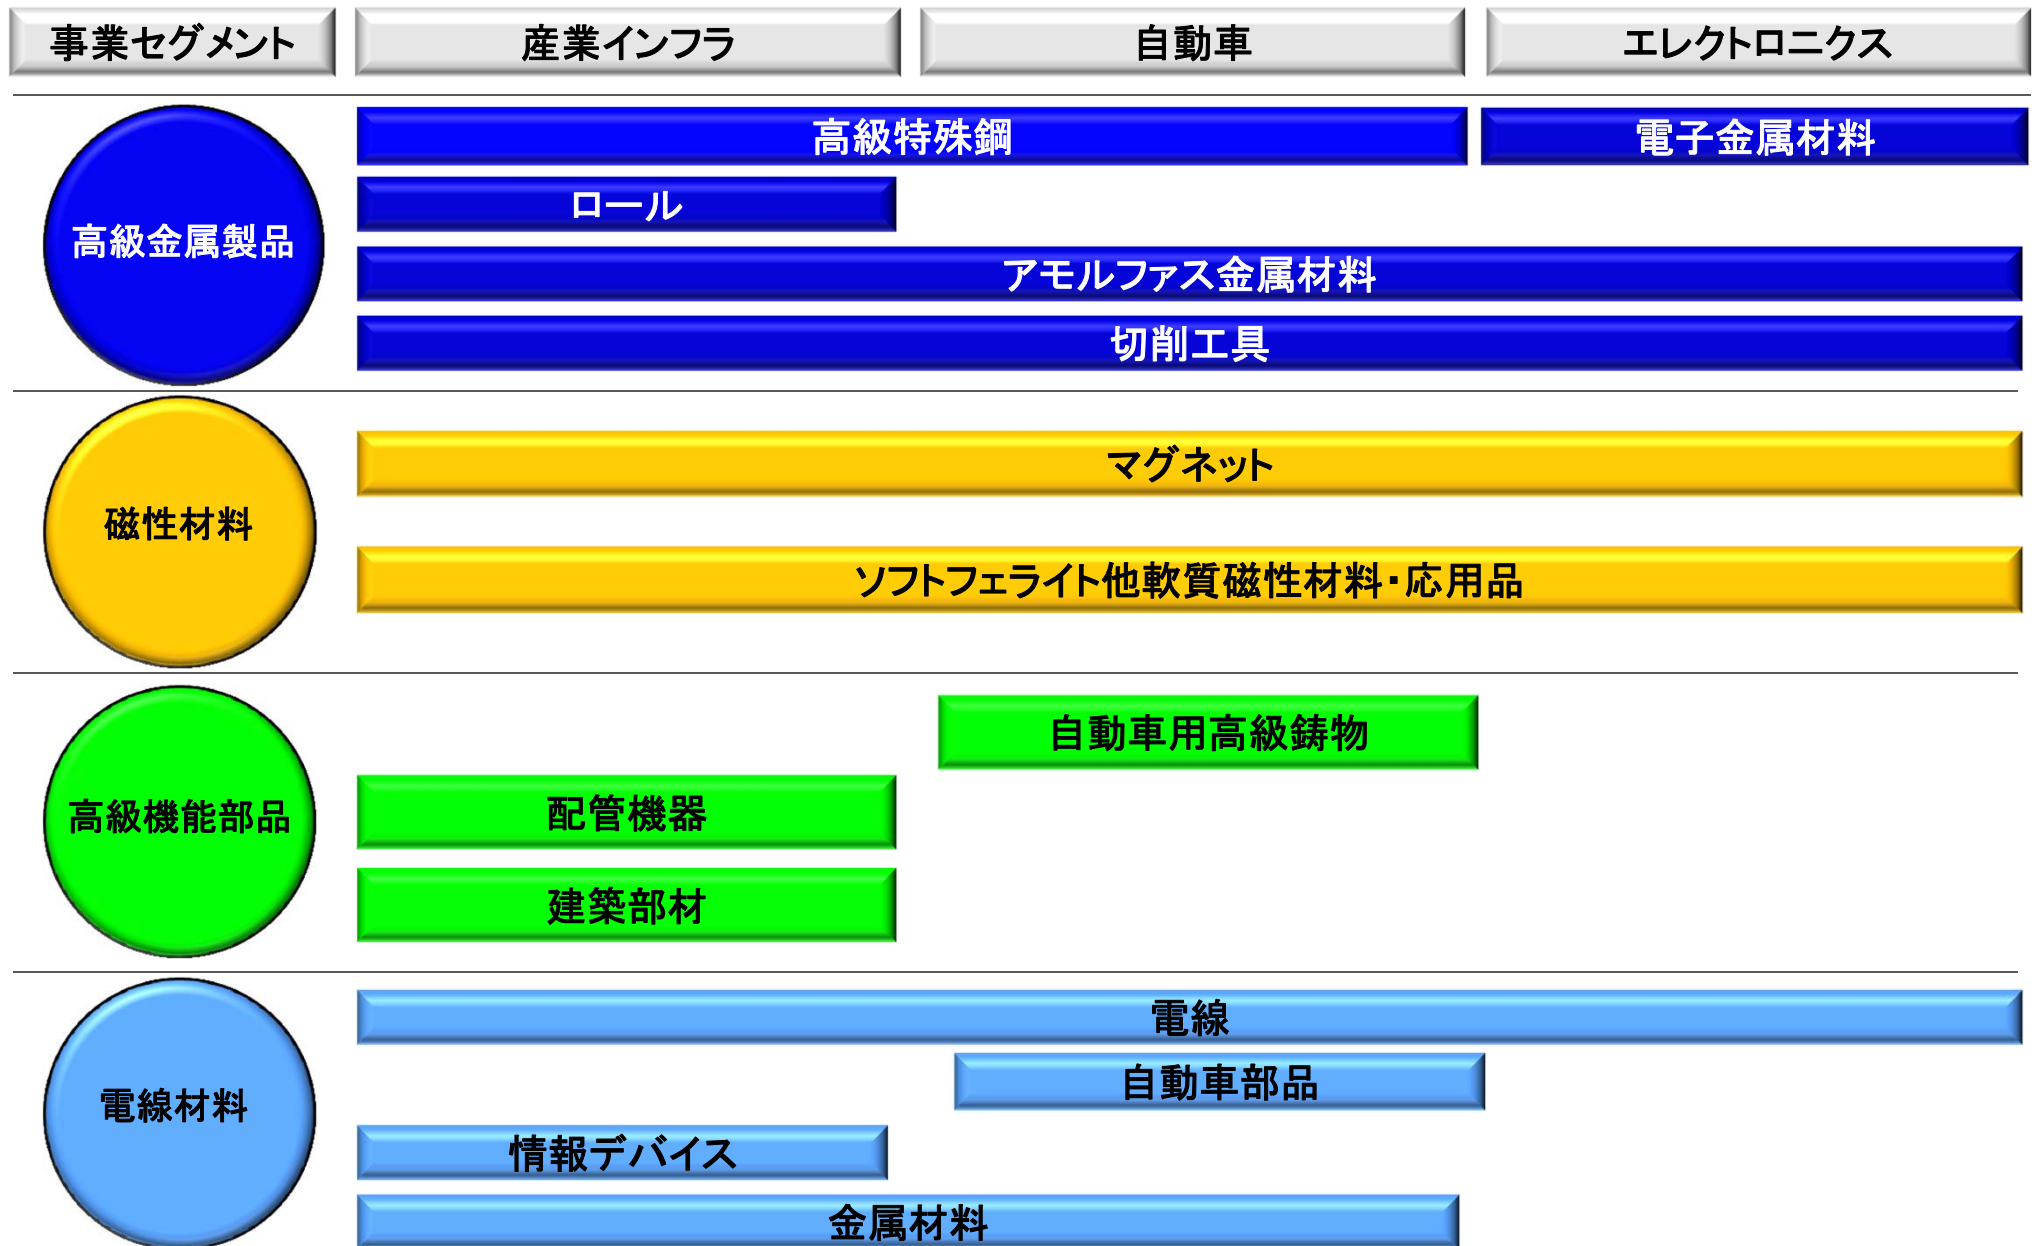 事業セグメント
産業インフラ
自動車
エレクトロニクス
高級金属製品
高級特殊鋼
電子金属材料
ロール
アモルファス金属材料
切削工具
磁性材料
マグネット
ソフトフェライト他軟質磁性材料・応用品
高級機能部品
自動車用高級鋳物
配管機器
建築部材
電線材料
電線
自動車部品
情報デバイス
金属材料